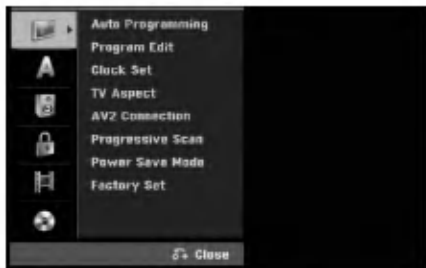 Auto Programming
Program Edit
Clock Set
TV Aspect
AV2 Connection
Progressive Scan
Power Save Mode
Factory Set
A
Close